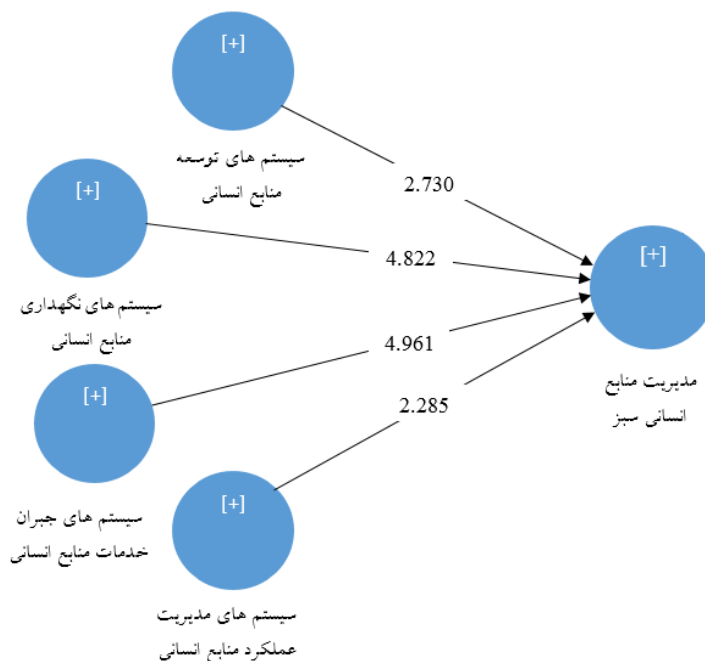 [+]
سیستم های توسعه
منابع انسانی
2.730
[+]
سیستم های نگهداری
منابع انسانی
4.822
[+]
مدیریت منابع
انسانی سبز
4.961
[+]
سیستم های جبران
خدمات منابع انسانی
2.285
[+]
سیستم های مدیریت
عملکرد منابع انسانی